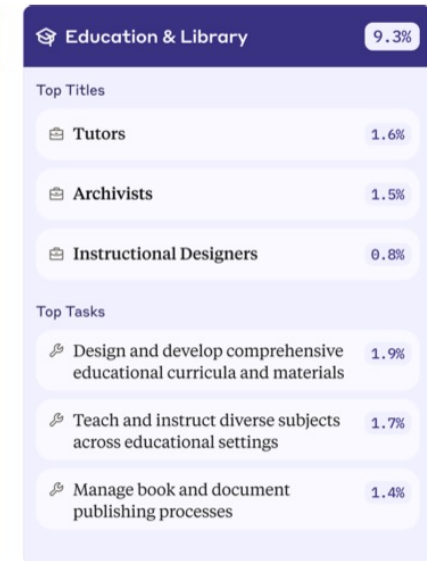 Education & Library 9.3%
Top Titles
Tutors 1.6%
Archivists 1.5%
Instructional Designers 0.8%
Top Tasks
Design and develop comprehensive 1.9%
educational curricula and materials
Teach and instruct diverse subjects 1.7%
across educational settings
Manage book and document 1.4%
publishing processes